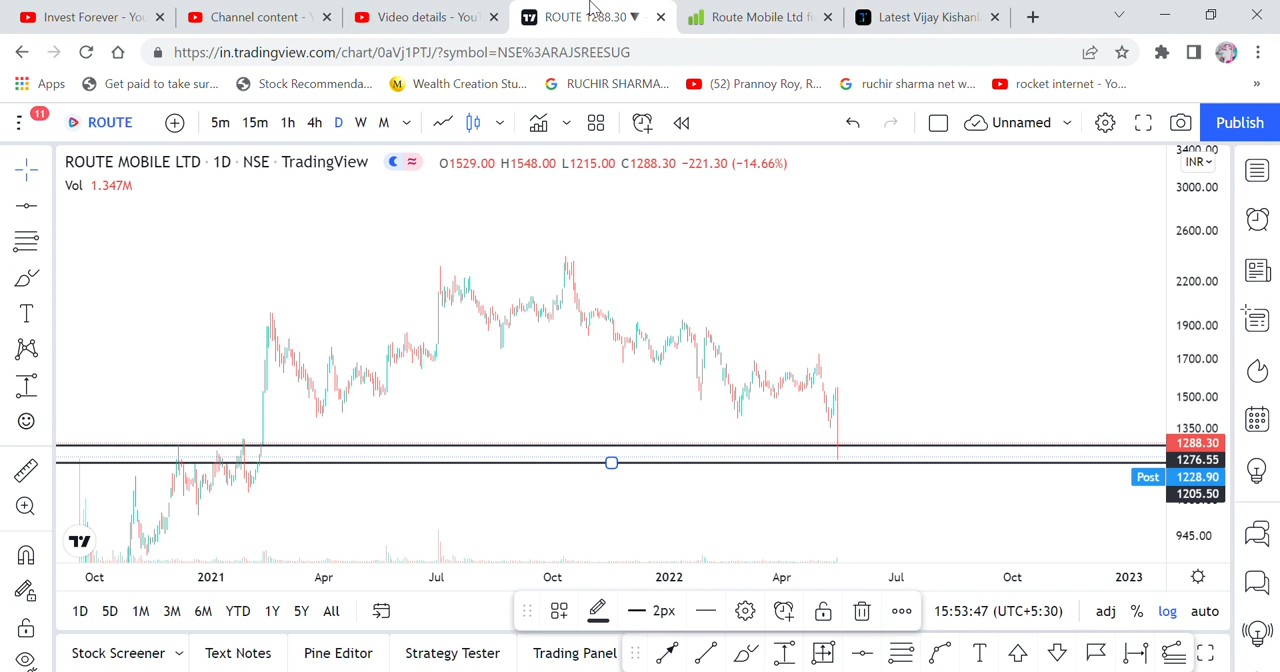 Invest Forever - You
Channel content - Y
Video details - YouT
ROUTE 1288.30 ▼
Route Mobile Ltd fi
Latest Vijay Kishanl
https://in.tradingview.com/chart/0aVj1PTJ/?symbol=NSE%3ARAJSREESUG
Apps
Get paid to take sur...
Stock Recommenda...
Wealth Creation Stu...
RUCHIR SHARMA...
(52) Prannoy Roy, R...
ruchir sharma net w...
rocket internet - Yo...
»
11
ROUTE
5m 15m 1h 4h D W M
Unnamed
Publish
ROUTE MOBILE LTD · 1D · NSE · TradingView
O1529.00 H1548.00 L1215.00 C1288.30 −221.30 (−14.66%)
Vol 1.347M
3400.00
INR
3000.00
2600.00
2200.00
1900.00
1700.00
1500.00
1350.00
1288.30
1276.55
Post 1228.90
1205.50
945.00
Oct 2021 Apr Jul Oct 2022 Apr Jul Oct 2023
1D 5D 1M 3M 6M YTD 1Y 5Y All
2px
15:53:47 (UTC+5:30)
adj % log auto
Stock Screener
Text Notes
Pine Editor
Strategy Tester
Trading Panel